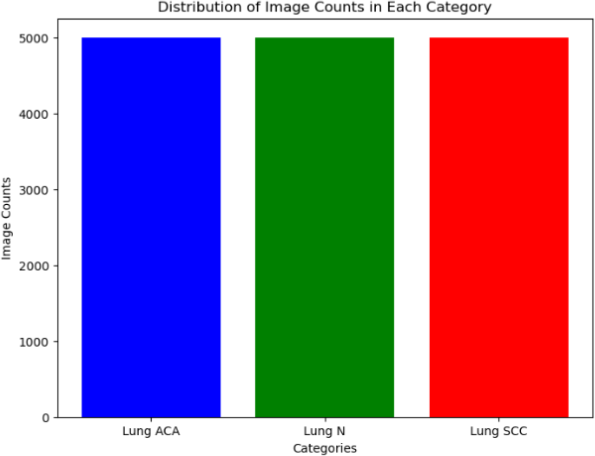 Distribution of Image Counts in Each Category
Image Counts
5000
4000
3000
2000
1000
0
Lung ACA
Lung N
Lung SCC
Categories